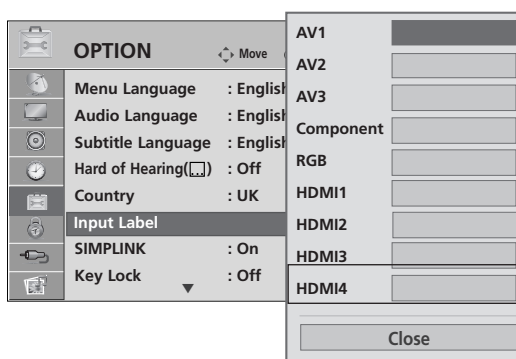 OPTION
Move
Menu Language : English
Audio Language : English
Subtitle Language : English
Hard of Hearing( ) : Off
Country : UK
Input Label
SIMPLINK : On
Key Lock : Off
AV1
AV2
AV3
Component
RGB
HDMI1
HDMI2
HDMI3
HDMI4
Close